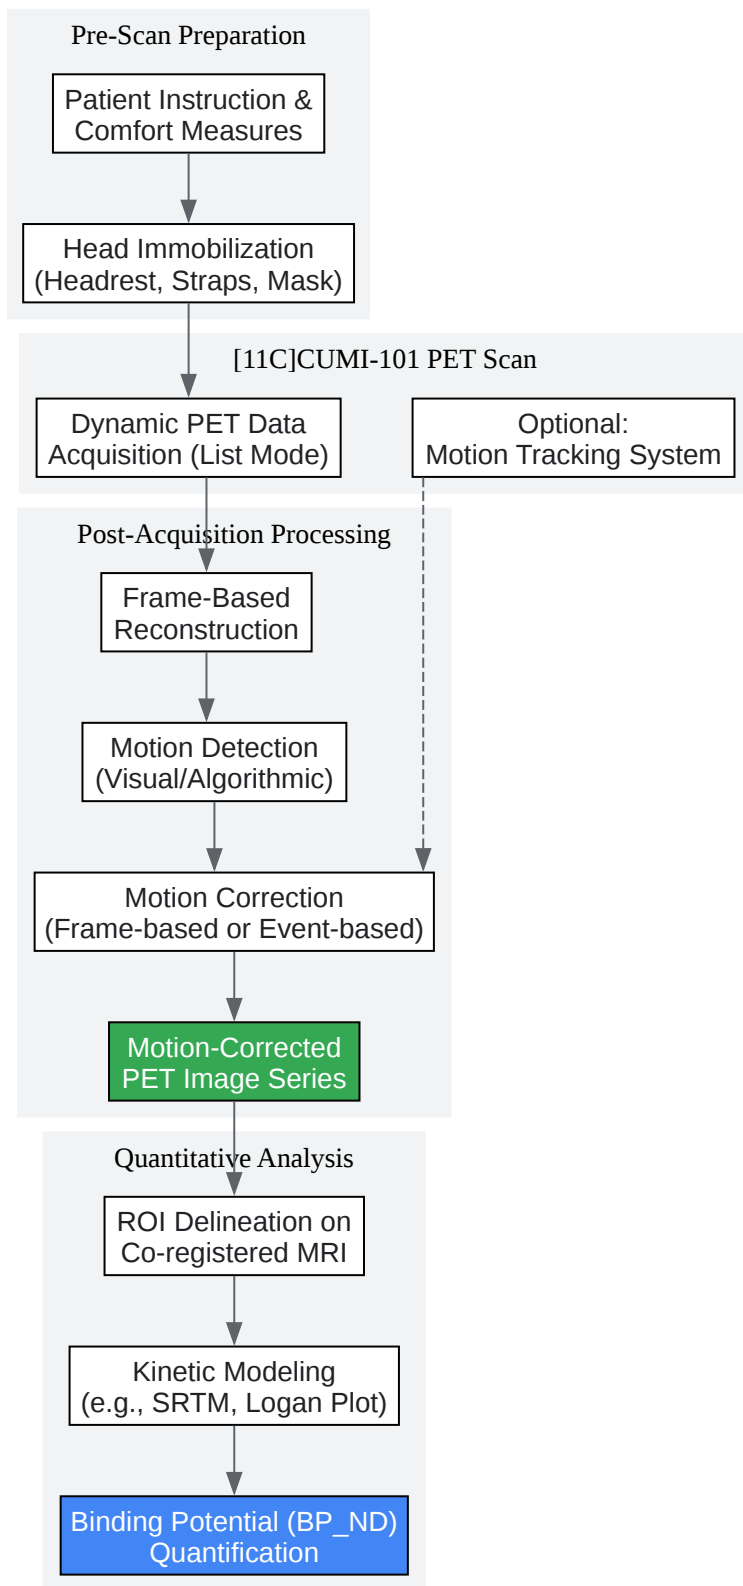 Pre-Scan Preparation
Patient Instruction &
Comfort Measures
Head Immobilization
(Headrest, Straps, Mask)
[11C]CUMI-101 PET Scan
Dynamic PET Data
Acquisition (List Mode)
Optional:
Motion Tracking System
Post-Acquisition Processing
Frame-Based
Reconstruction
Motion Detection
(Visual/Algorithmic)
Motion Correction
(Frame-based or Event-based)
Motion-Corrected
PET Image Series
Quantitative Analysis
ROI Delineation on
Co-registered MRI
Kinetic Modeling
(e.g., SRTM, Logan Plot)
Binding Potential (BP_ND)
Quantification